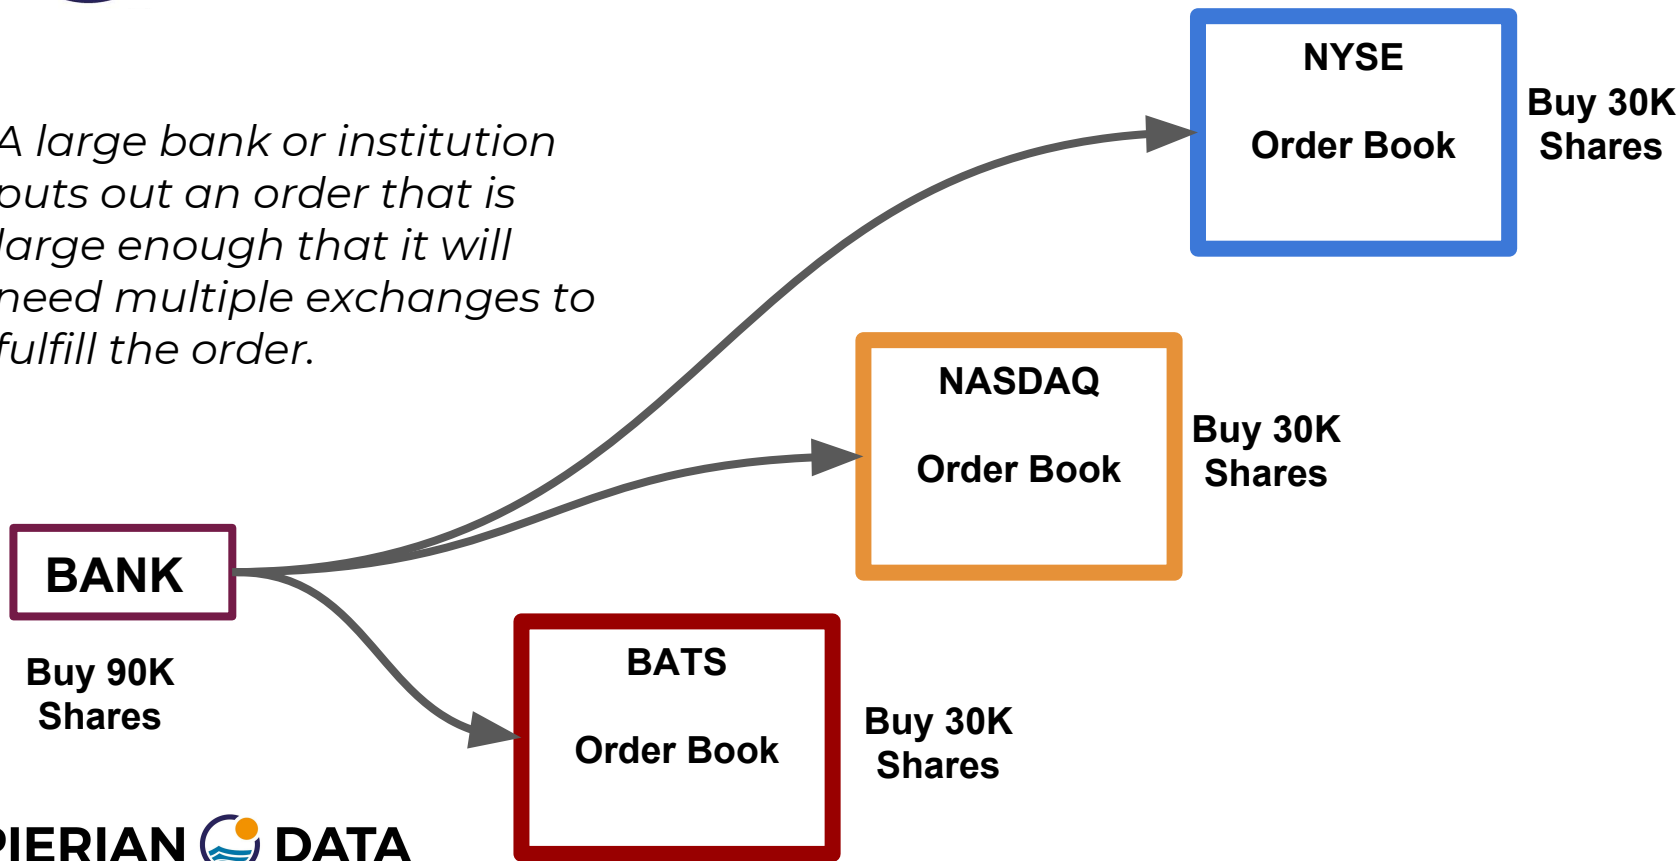 A large bank or institution
puts out an order that is
large enough that it will
need multiple exchanges to
fulfill the order.
NYSE
Order Book
Buy 30K
Shares
NASDAQ
Order Book
Buy 30K
Shares
BANK
Buy 90K
Shares
BATS
Order Book
Buy 30K
Shares
PIERIAN DATA